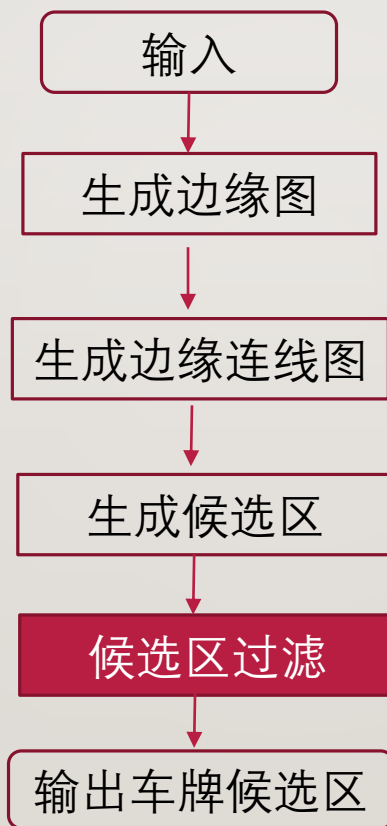 输入
生成边缘图
生成边缘连线图
生成候选区
候选区过滤
输出车牌候选区